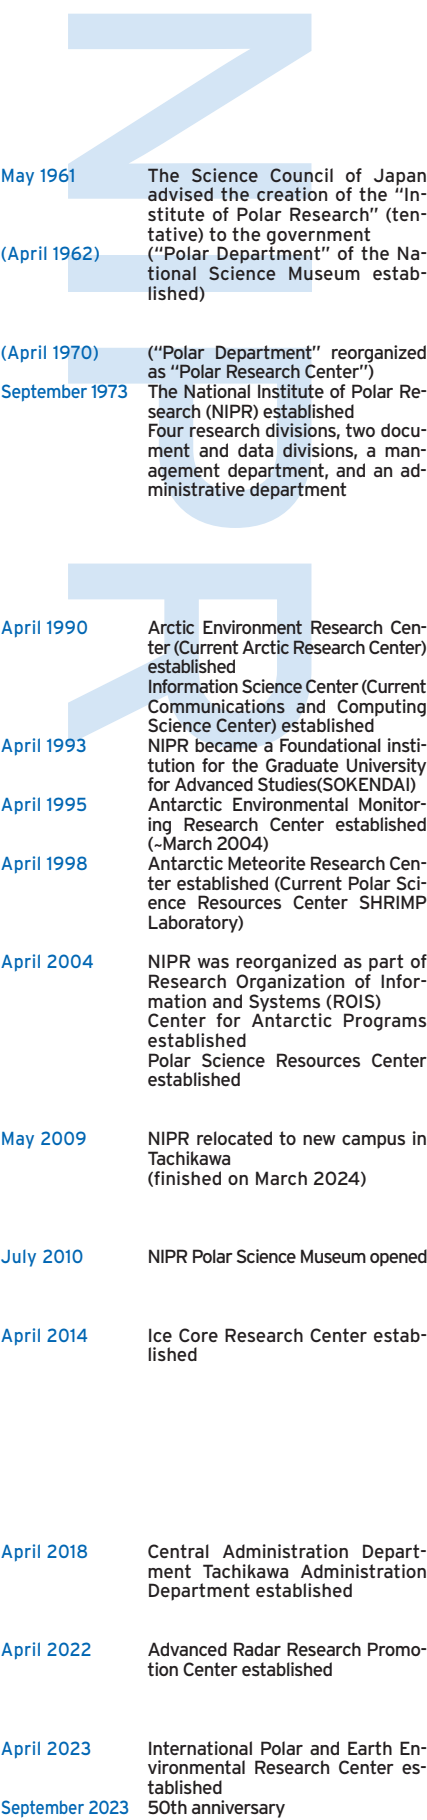 NIPR
May 1961 The Science Council of Japan
advised the creation of the “In-
stitute of Polar Research” (ten-
tative) to the government
(April 1962) (“Polar Department” of the Na-
tional Science Museum estab-
lished)
(April 1970) (“Polar Department” reorganized
as “Polar Research Center”)
September 1973 The National Institute of Polar Re-
search (NIPR) established
Four research divisions, two docu-
ment and data divisions, a man-
agement department, and an ad-
ministrative department
April 1990 Arctic Environment Research Cen-
ter (Current Arctic Research Center)
established
Information Science Center (Current
Communications and Computing
Science Center) established
April 1993 NIPR became a Foundational insti-
tution for the Graduate University
for Advanced Studies(SOKENDAI)
April 1995 Antarctic Environmental Monitor-
ing Research Center established
(~March 2004)
April 1998 Antarctic Meteorite Research Cen-
ter established (Current Polar Sci-
ence Resources Center SHRIMP
Laboratory)
April 2004 NIPR was reorganized as part of
Research Organization of Infor-
mation and Systems (ROIS)
Center for Antarctic Programs
established
Polar Science Resources Center
established
May 2009 NIPR relocated to new campus in
Tachikawa
(finished on March 2024)
July 2010 NIPR Polar Science Museum opened
April 2014 Ice Core Research Center estab-
lished
April 2018 Central Administration Depart-
ment Tachikawa Administration
Department established
April 2022 Advanced Radar Research Promo-
tion Center established
April 2023 International Polar and Earth En-
vironmental Research Center es-
tablished
September 2023 50th anniversary